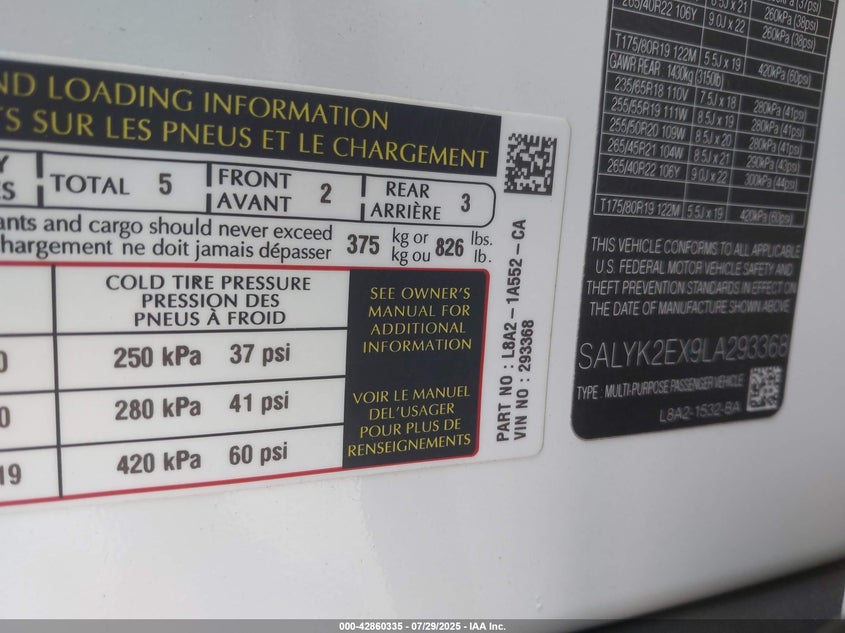 ND LOADING INFORMATION
TS SUR LES PNEUS ET LE CHARGEMENT
TOTAL 5
FRONT
AVANT 2
REAR
ARRIÈRE 3
ants and cargo should never exceed
hargement ne doit jamais dépasser
375 kg or
kg ou 826 lbs.
lb.
COLD TIRE PRESSURE
PRESSION DES
PNEUS À FROID
0 250 kPa 37 psi
0 280 kPa 41 psi
19 420 kPa 60 psi
SEE OWNER'S
MANUAL FOR
ADDITIONAL
INFORMATION
VOIR LE MANUEL
DEL'USAGER
POUR PLUS DE
RENSEIGNEMENTS
PART NO : L8A2 - 1A552 - CA
VIN NO : 293368
265/40R22 106Y 9.0J x 22 260kPa (38psi)
T175/80R19 122M 5.5J x 19 420kPa (60psi)
GAWR REAR: 1430kg (3150lb)
235/65R18 110V 7.5J x 18 280kPa (41psi)
255/55R19 111W 8.5J x 19 280kPa (41psi)
255/50R20 109W 8.5J x 20 280kPa (41psi)
265/45R21 104W 8.5J x 21 290kPa (43psi)
265/40R22 106Y 9.0J x 22 300kPa (44psi)
T175/80R19 122M 5.5J x 19 420kPa (60psi)
THIS VEHICLE CONFORMS TO ALL APPLICABLE
U.S. FEDERAL MOTOR VEHICLE SAFETY AND
THEFT PREVENTION STANDARDS IN EFFECT ON
THE DATE OF MANUFACTURE SHOWN ABOVE
SALYK2EX9LA293368
TYPE: MULTI-PURPOSE PASSENGER VEHICLE
L8A2-1532-BA
000-42860335 - 07/29/2025 - IAA Inc.